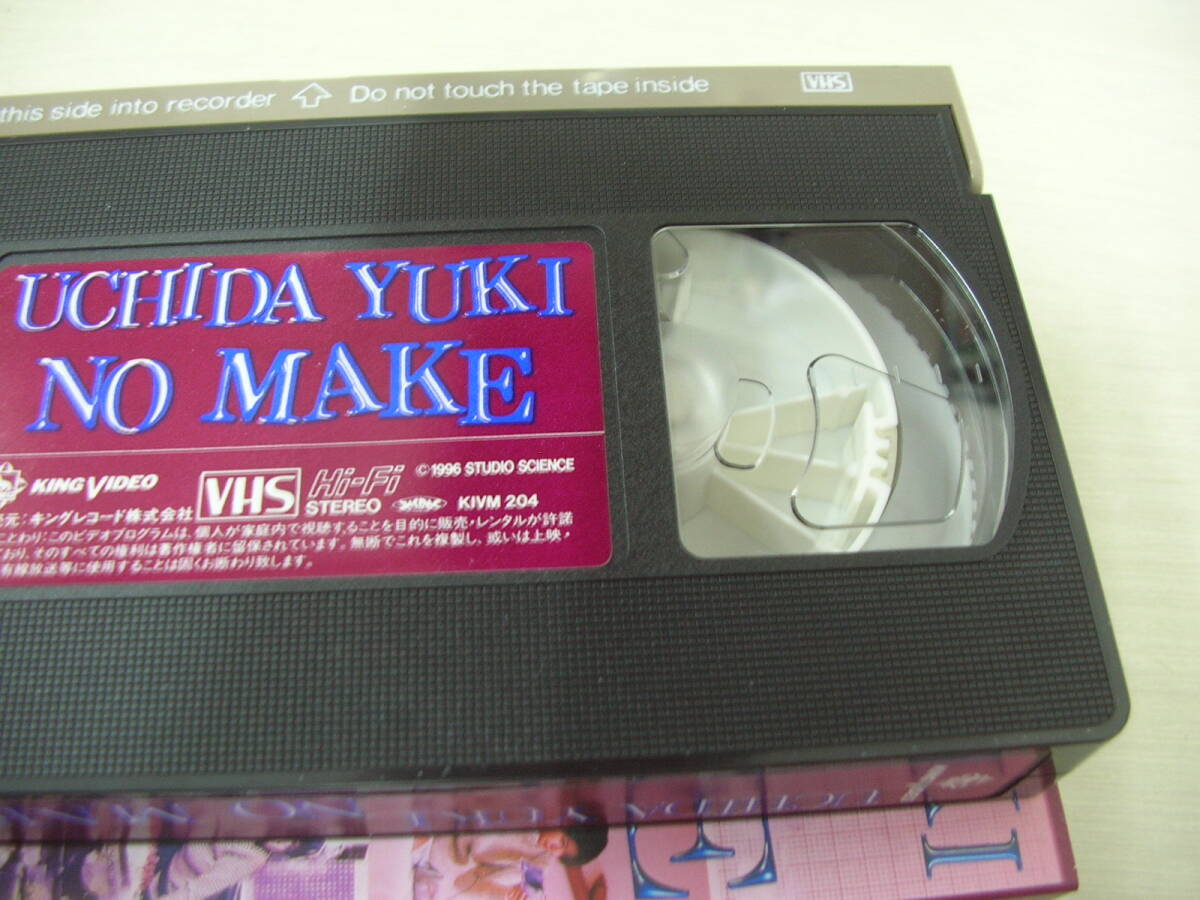 this side into recorder ⇧ Do not touch the tape inside VHS
UCHIDA YUKI
NO MAKE
KING VIDEO VHS Hi-Fi STEREO ©1996 STUDIO SCIENCE
KIVM 204
元:キングレコード株式会社
とわり:このビデオプログラムは、個人が家庭内で視聴することを目的に販売・レンタルが許諾
おり、そのすべての権利は著作権者に留保されています。無断でこれを複製し、或いは上映・
有線放送等に使用することは固くお断わり致します。